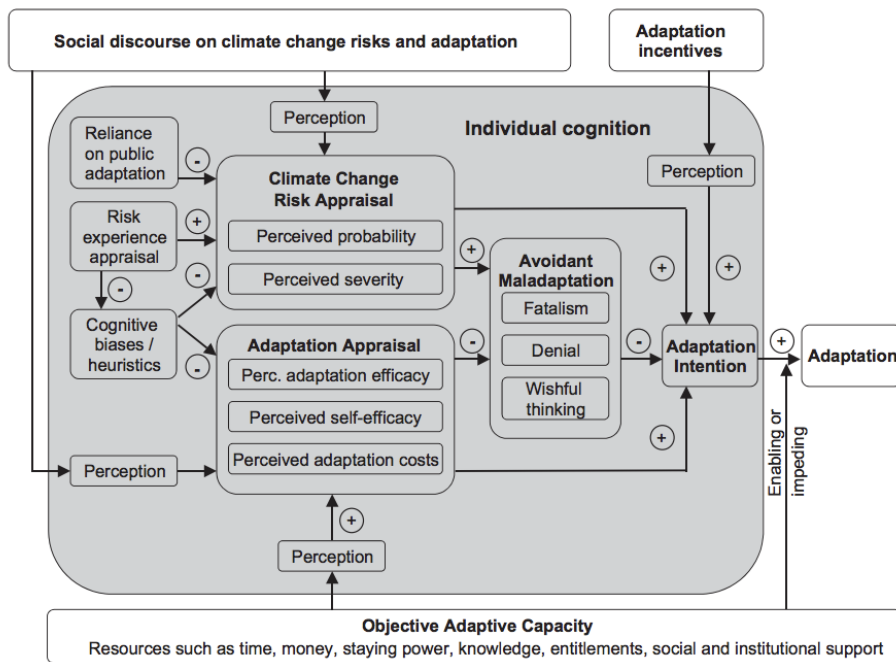 Social discourse on climate change risks and adaptation
Adaptation
incentives
Perception
Individual cognition
Reliance
on public
adaptation
-
Climate Change
Risk Appraisal
Perception
Risk
experience
appraisal
+
Perceived probability
Perceived severity
+
-
-
Avoidant
Maladaptation
+
+
Cognitive
biases /
heuristics
-
Adaptation Appraisal
Perc. adaptation efficacy
Perceived self-efficacy
Perceived adaptation costs
-
Fatalism
Denial
Wishful
thinking
-
Adaptation
Intention
+
Adaptation
+
Perception
Enabling or
impeding
+
Perception
Objective Adaptive Capacity
Resources such as time, money, staying power, knowledge, entitlements, social and institutional support